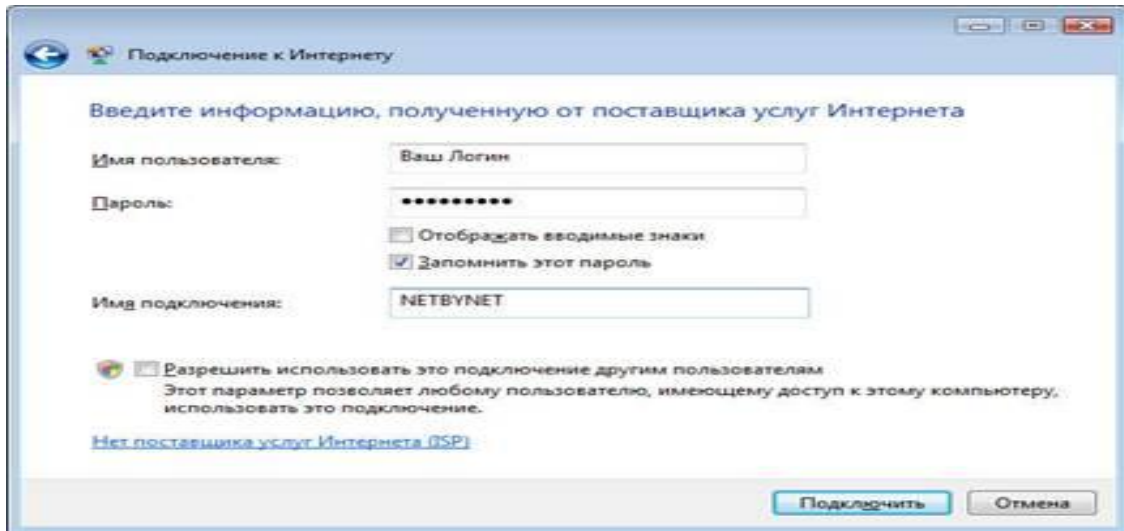 Подключение к Интернету
Введите информацию, полученную от поставщика услуг Интернета
Имя пользователя:
Ваш Логин
Пароль:
•••••••••
Отображать вводимые знаки
Запомнить этот пароль
Имя подключения:
NETBYNET
Разрешить использовать это подключение другим пользователям
Этот параметр позволяет любому пользователю, имеющему доступ к этому компьютеру,
использовать это подключение.
Нет поставщика услуг Интернета (ISP)
Подключить
Отмена